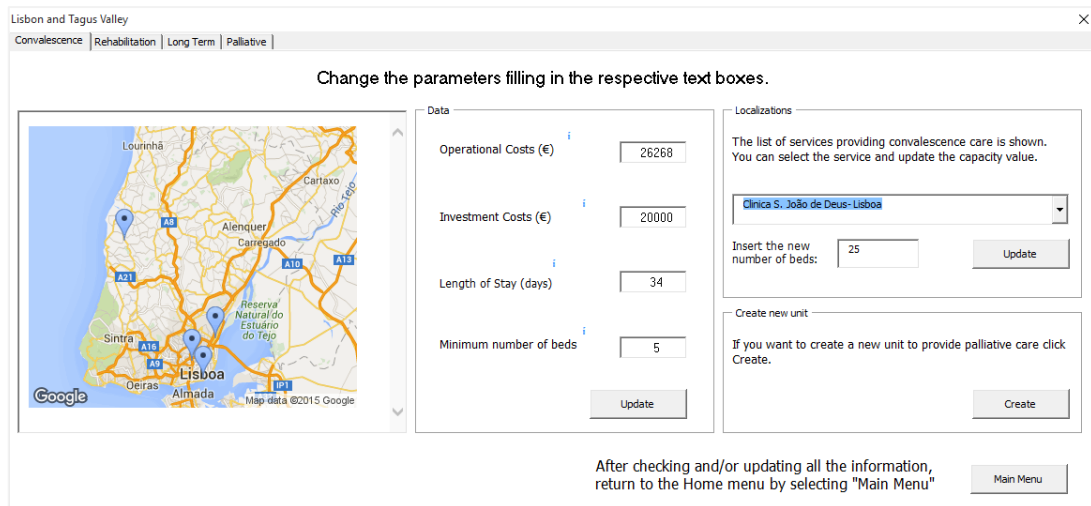 Lisbon and Tagus Valley
Convalescence Rehabilitation Long Term Palliative
Change the parameters filling in the respective text boxes.
Lourinhã
Cartaxo
Rio Tejo
A8
Alenquer
Carregado
A10
A13
A21
Reserva
Natural do
Estuário
do Tejo
Sintra
A16
A9
Lisboa
Oeiras
IP1
Almada
Google
Map data ©2015 Google
Data
Operational Costs (€)
26268
Investment Costs (€)
20000
Length of Stay (days)
34
Minimum number of beds
5
Update
Localizations
The list of services providing convalescence care is shown.
You can select the service and update the capacity value.
Clinica S. João de Deus- Lisboa
Insert the new
number of beds:
25
Update
Create new unit
If you want to create a new unit to provide palliative care click
Create.
Create
After checking and/or updating all the information,
return to the Home menu by selecting "Main Menu"
Main Menu